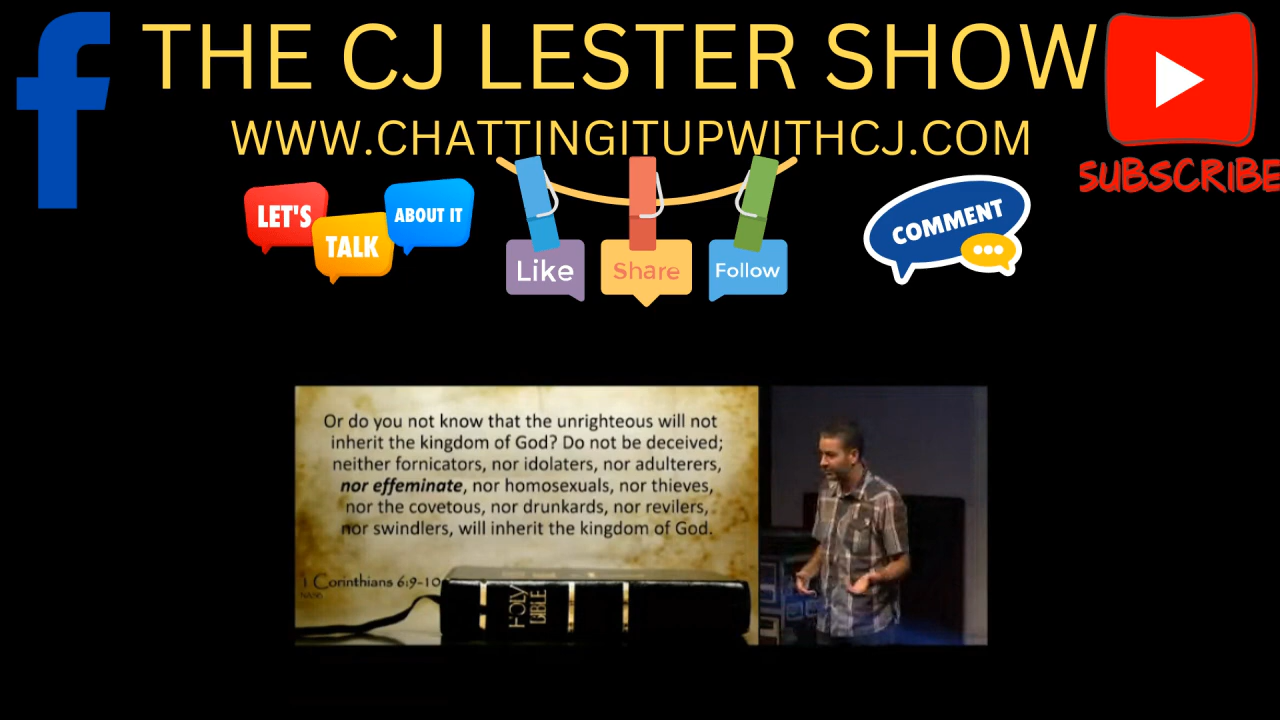 THE CJ LESTER SHOW
WWW.CHATTINGITUPWITHCJ.COM
SUBSCRIBE
LET'S
TALK
ABOUT IT
Like
Share
Follow
COMMENT
Or do you not know that the unrighteous will not
inherit the kingdom of God? Do not be deceived;
neither fornicators, nor idolaters, nor adulterers,
nor effeminate, nor homosexuals, nor thieves,
nor the covetous, nor drunkards, nor revilers,
nor swindlers, will inherit the kingdom of God.
1 Corinthians 6:9-10
HOLY
BIBLE